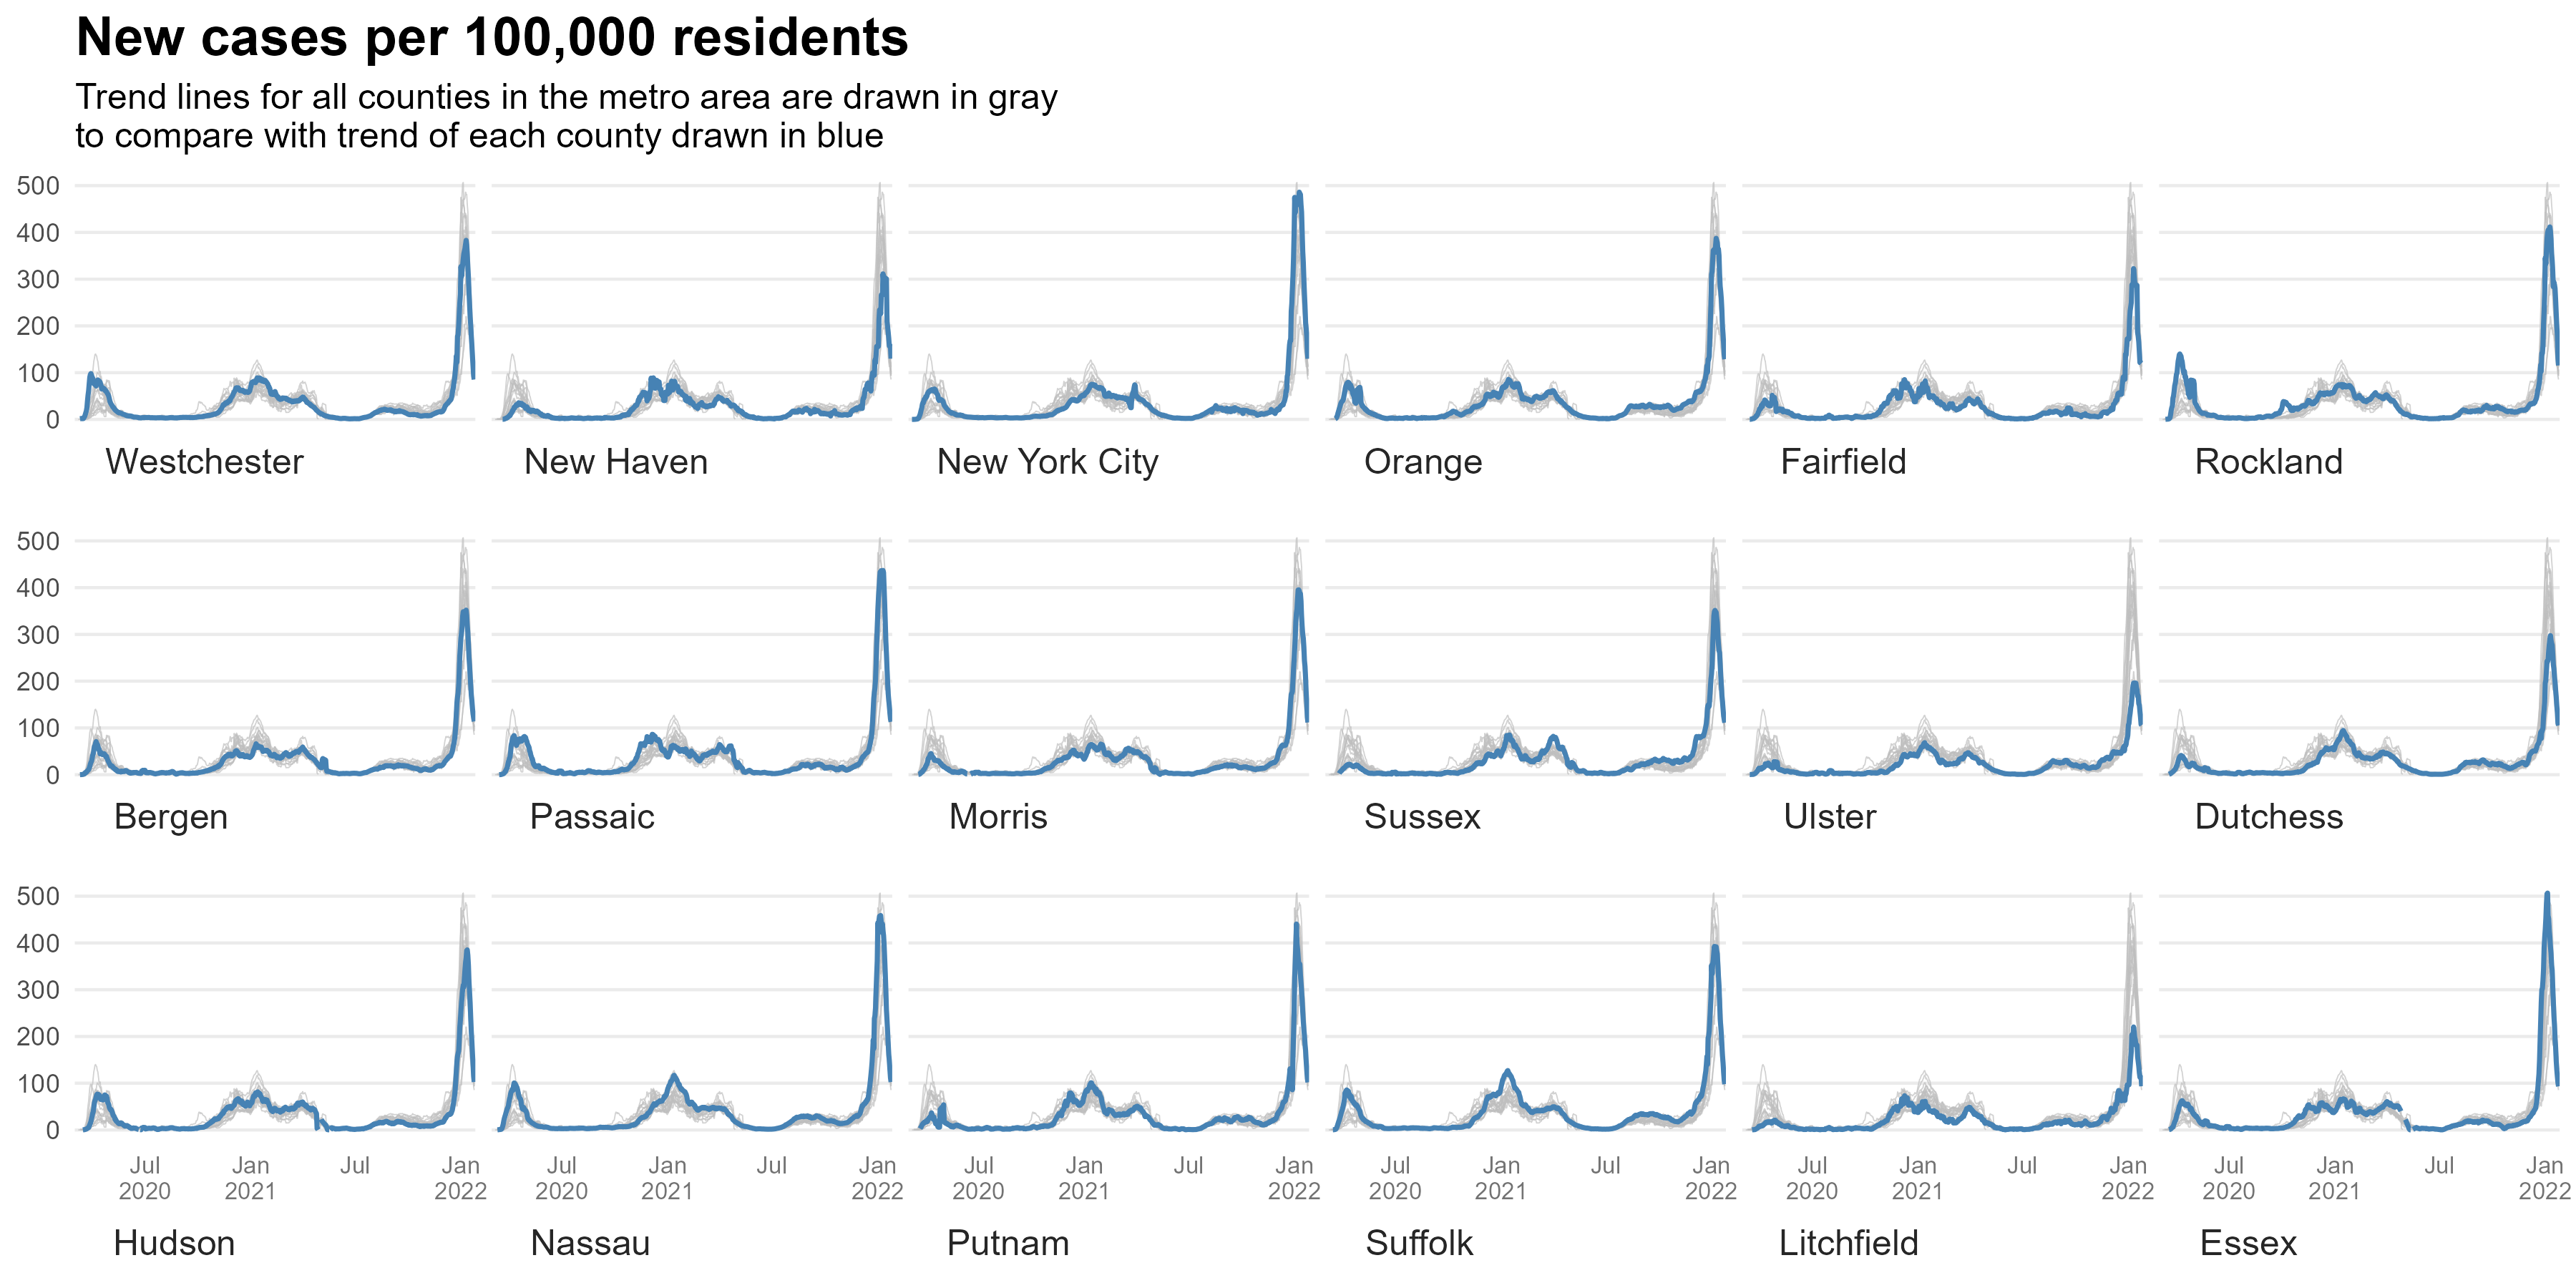 New cases per 100,000 residents
Trend lines for all counties in the metro area are drawn in gray
to compare with trend of each county drawn in blue
500
400
300
200
100
0
Westchester New Haven New York City Orange Fairfield Rockland
500
400
300
200
100
0
Bergen Passaic Morris Sussex Ulster Dutchess
500
400
300
200
100
0
Jul Jan Jul Jan Jul Jan Jul Jan Jul Jan Jul Jan Jul Jan Jul Jan Jul Jan Jul Jan Jul Jan Jul Jan
2020 2021 2022 2020 2021 2022 2020 2021 2022 2020 2021 2022 2020 2021 2022 2020 2021 2022
Hudson Nassau Putnam Suffolk Litchfield Essex